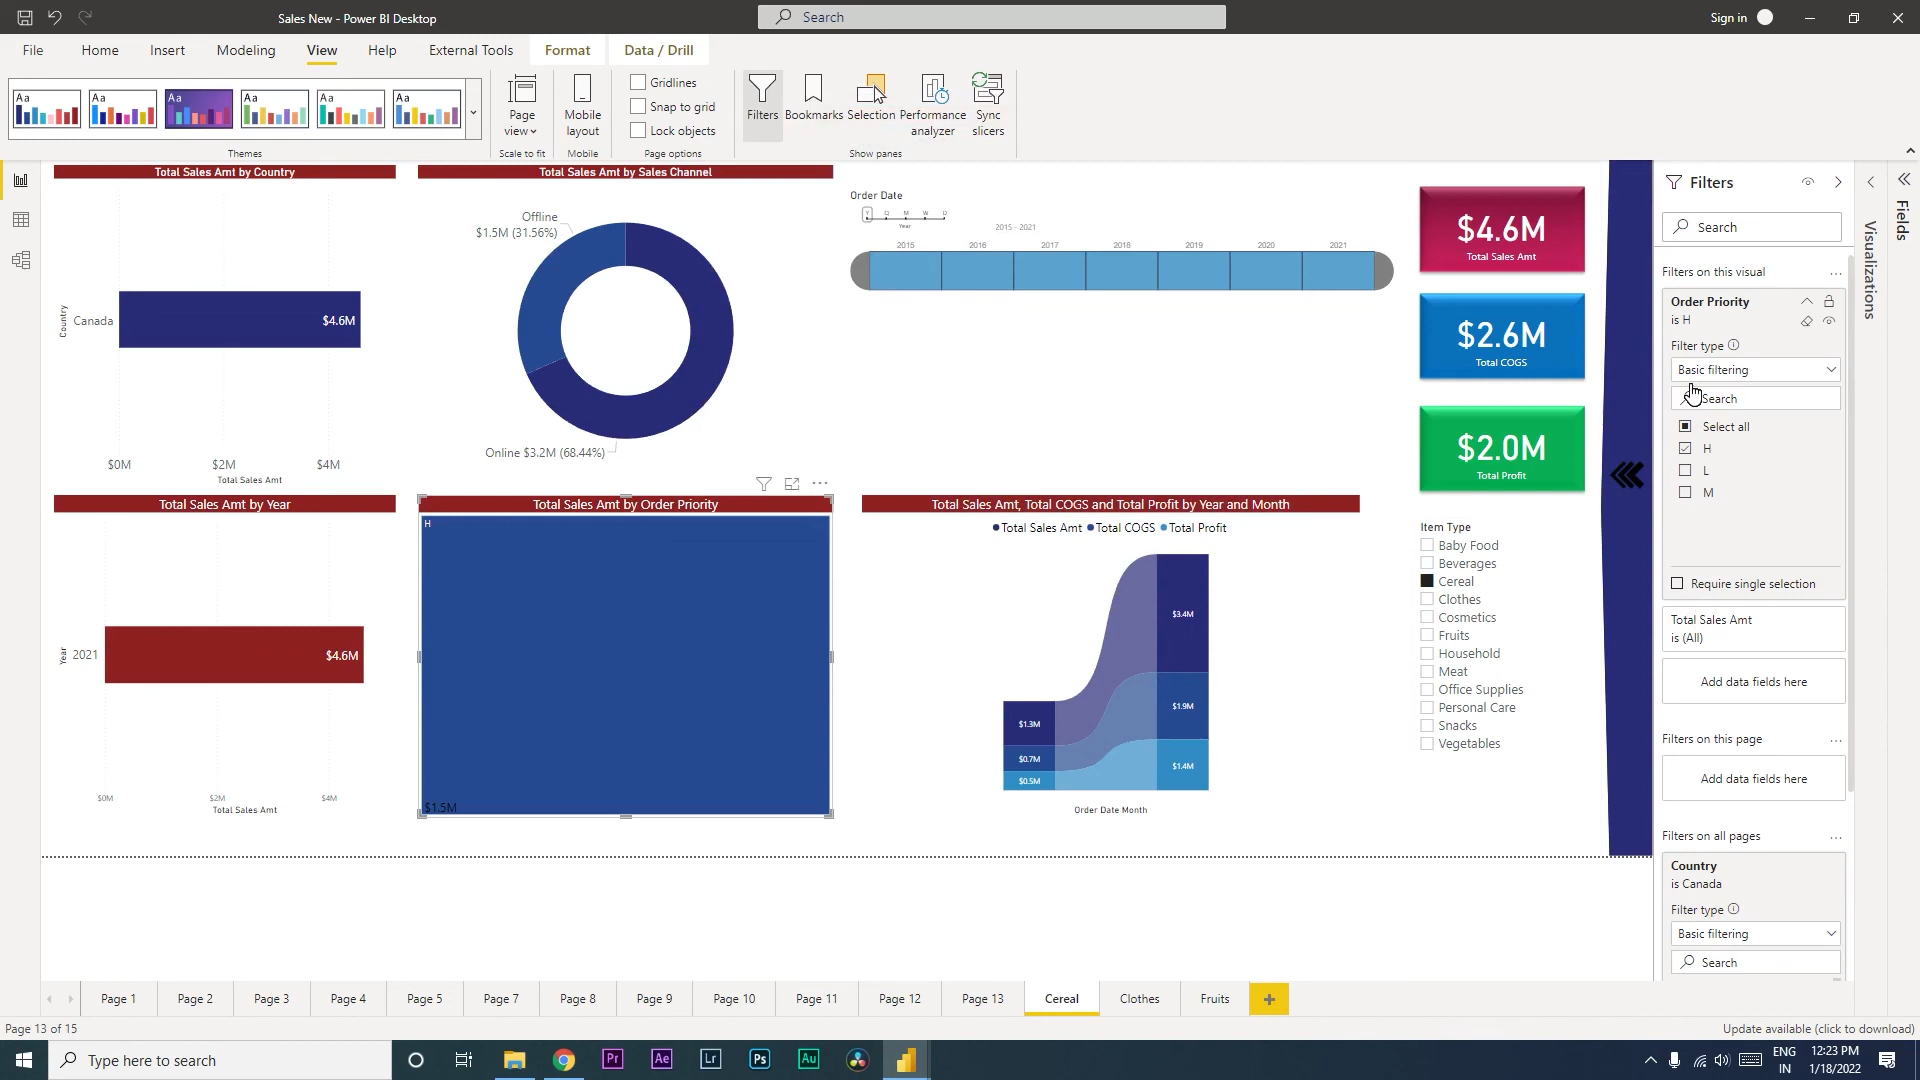 Sales New - Power BI Desktop
Search
Sign in
File
Home
Insert
Modeling
View
Help
External Tools
Format
Data / Drill
Aa
Aa
Aa
Aa
Aa
Aa
Themes
Page view
Scale to fit
Mobile layout
Mobile
Gridlines
Snap to grid
Lock objects
Page options
Filters
Bookmarks
Selection
Performance analyzer
Sync slicers
Show panes
Total Sales Amt by Country
Country
Canada
$4.6M
$0M
$2M
$4M
Total Sales Amt
Total Sales Amt by Sales Channel
Offline
$1.5M (31.56%)
Online $3.2M (68.44%)
Order Date
Y Q M W D
Year
2015 - 2021
2015
2016
2017
2018
2019
2020
2021
$4.6M
Total Sales Amt
$2.6M
Total COGS
$2.0M
Total Profit
Total Sales Amt by Year
Year
2021
$4.6M
$0M
$2M
$4M
Total Sales Amt
Total Sales Amt by Order Priority
H
$1.5M
Total Sales Amt, Total COGS and Total Profit by Year and Month
Total Sales Amt
Total COGS
Total Profit
$1.3M
$0.7M
$0.5M
$3.4M
$1.9M
$1.4M
Order Date Month
Item Type
Baby Food
Beverages
Cereal
Clothes
Cosmetics
Fruits
Household
Meat
Office Supplies
Personal Care
Snacks
Vegetables
Filters
Search
Filters on this visual
Order Priority
is H
Filter type
Basic filtering
Search
Select all
H
L
M
Require single selection
Total Sales Amt
is (All)
Add data fields here
Filters on this page
Add data fields here
Filters on all pages
Country
is Canada
Filter type
Basic filtering
Search
Visualizations
Fields
Page 1
Page 2
Page 3
Page 4
Page 5
Page 7
Page 8
Page 9
Page 10
Page 11
Page 12
Page 13
Cereal
Clothes
Fruits
Page 13 of 15
Update available (click to download)
Type here to search
Pr
Ae
Lr
Ps
Au
ENG
IN
12:23 PM
1/18/2022